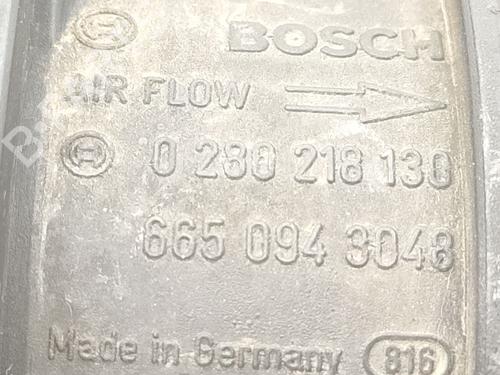 BOSCH
AIR FLOW
0 280 218 130
665 094 3048
Made in Germany 816